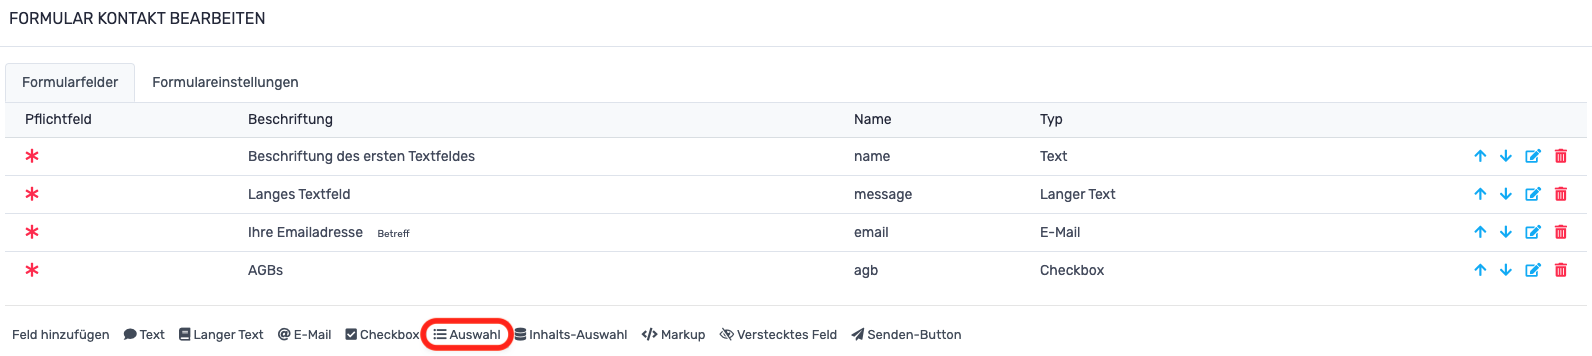 FORMULAR KONTAKT BEARBEITEN
Formularfelder Formulareinstellungen
Pflichtfeld Beschriftung Name Typ
Beschriftung des ersten Textfeldes name Text
Langes Textfeld message Langer Text
Ihre Emailadresse Betreff email E-Mail
AGBs agb Checkbox
Feld hinzufügen Text Langer Text E-Mail Checkbox Auswahl Inhalts-Auswahl Markup Verstecktes Feld Senden-Button